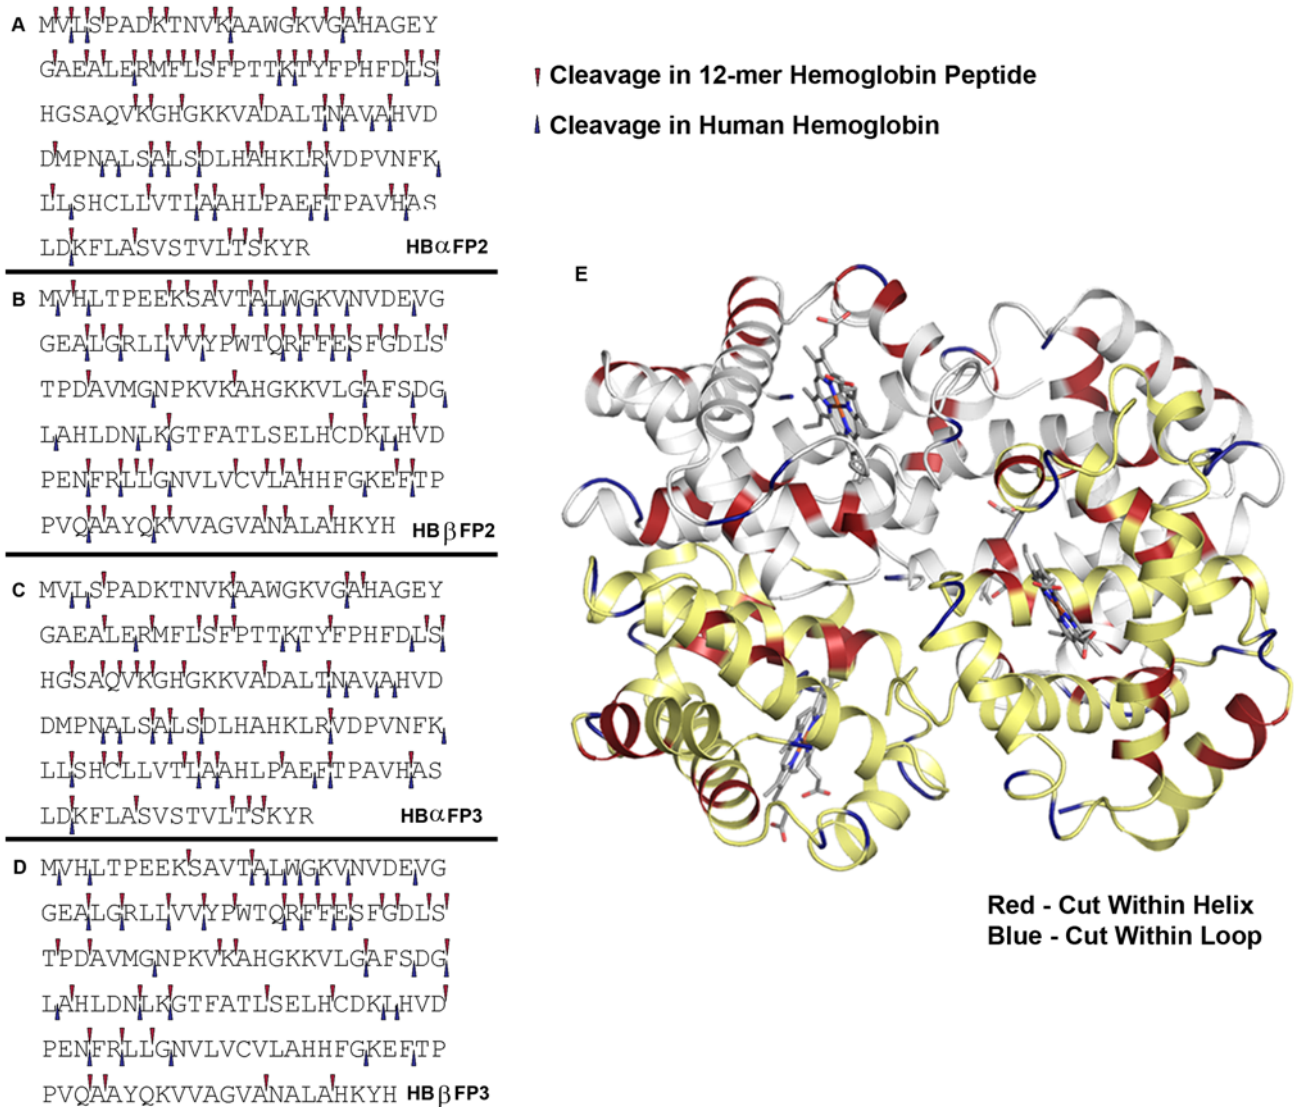 A MVLSPADKTNVKAAWGKVGAHAGEY
GAEALERMFLSFPTTKTYFPHFDLS
HGSAQVKGHGKKVADALTNAVAHVD
DMPNALSALSDLHAHKLRVDPVNFK
LLSHCLLVTLAAHLPAEFTPAVHAS
LDKFLASVSTVLTSKYR
HBαFP2
B MVHLTPEEKSAVTALWGKVNVDEVG
GEALGRLLVVYPWTQRFFESFGDLS
TPDAVMGNPKVKAHGKKVLGAFSDG
LAHLDNLKGTFATLSELHCDKLHVD
PENFRLLGNVLVCVLAHHFGKEFTP
PVQAAYQKVVAGVANALAHKYH
HBβFP2
C MVLSPADKTNVKAAWGKVGAHAGEY
GAEALERMFLSFPTTKTYFPHFDLS
HGSAQVKGHGKKVADALTNAVAHVD
DMPNALSALSDLHAHKLRVDPVNFK
LLSHCLLVTLAAHLPAEFTPAVHAS
LDKFLASVSTVLTSKYR
HBαFP3
D MVHLTPEEKSAVTALWGKVNVDEVG
GEALGRLLVVYPWTQRFFESFGDLS
TPDAVMGNPKVKAHGKKVLGAFSDG
LAHLDNLKGTFATLSELHCDKLHVD
PENFRLLGNVLVCVLAHHFGKEFTP
PVQAAYQKVVAGVANALAHKYH
HBβFP3
Cleavage in 12-mer Hemoglobin Peptide
Cleavage in Human Hemoglobin
E
Red - Cut Within Helix
Blue - Cut Within Loop